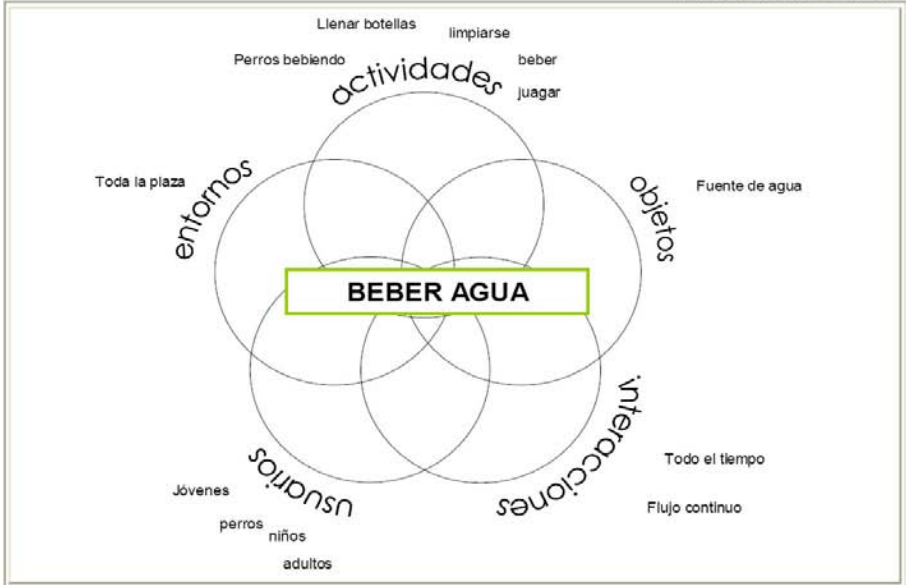 Llenar botellas
limpiarse
Perros bebiendo
beber
juagar
actividades
entornos
Toda la plaza
objetos
Fuente de agua
BEBER AGUA
interacciones
Todo el tiempo
Flujo continuo
usuarios
Jóvenes
perros
niños
adultos